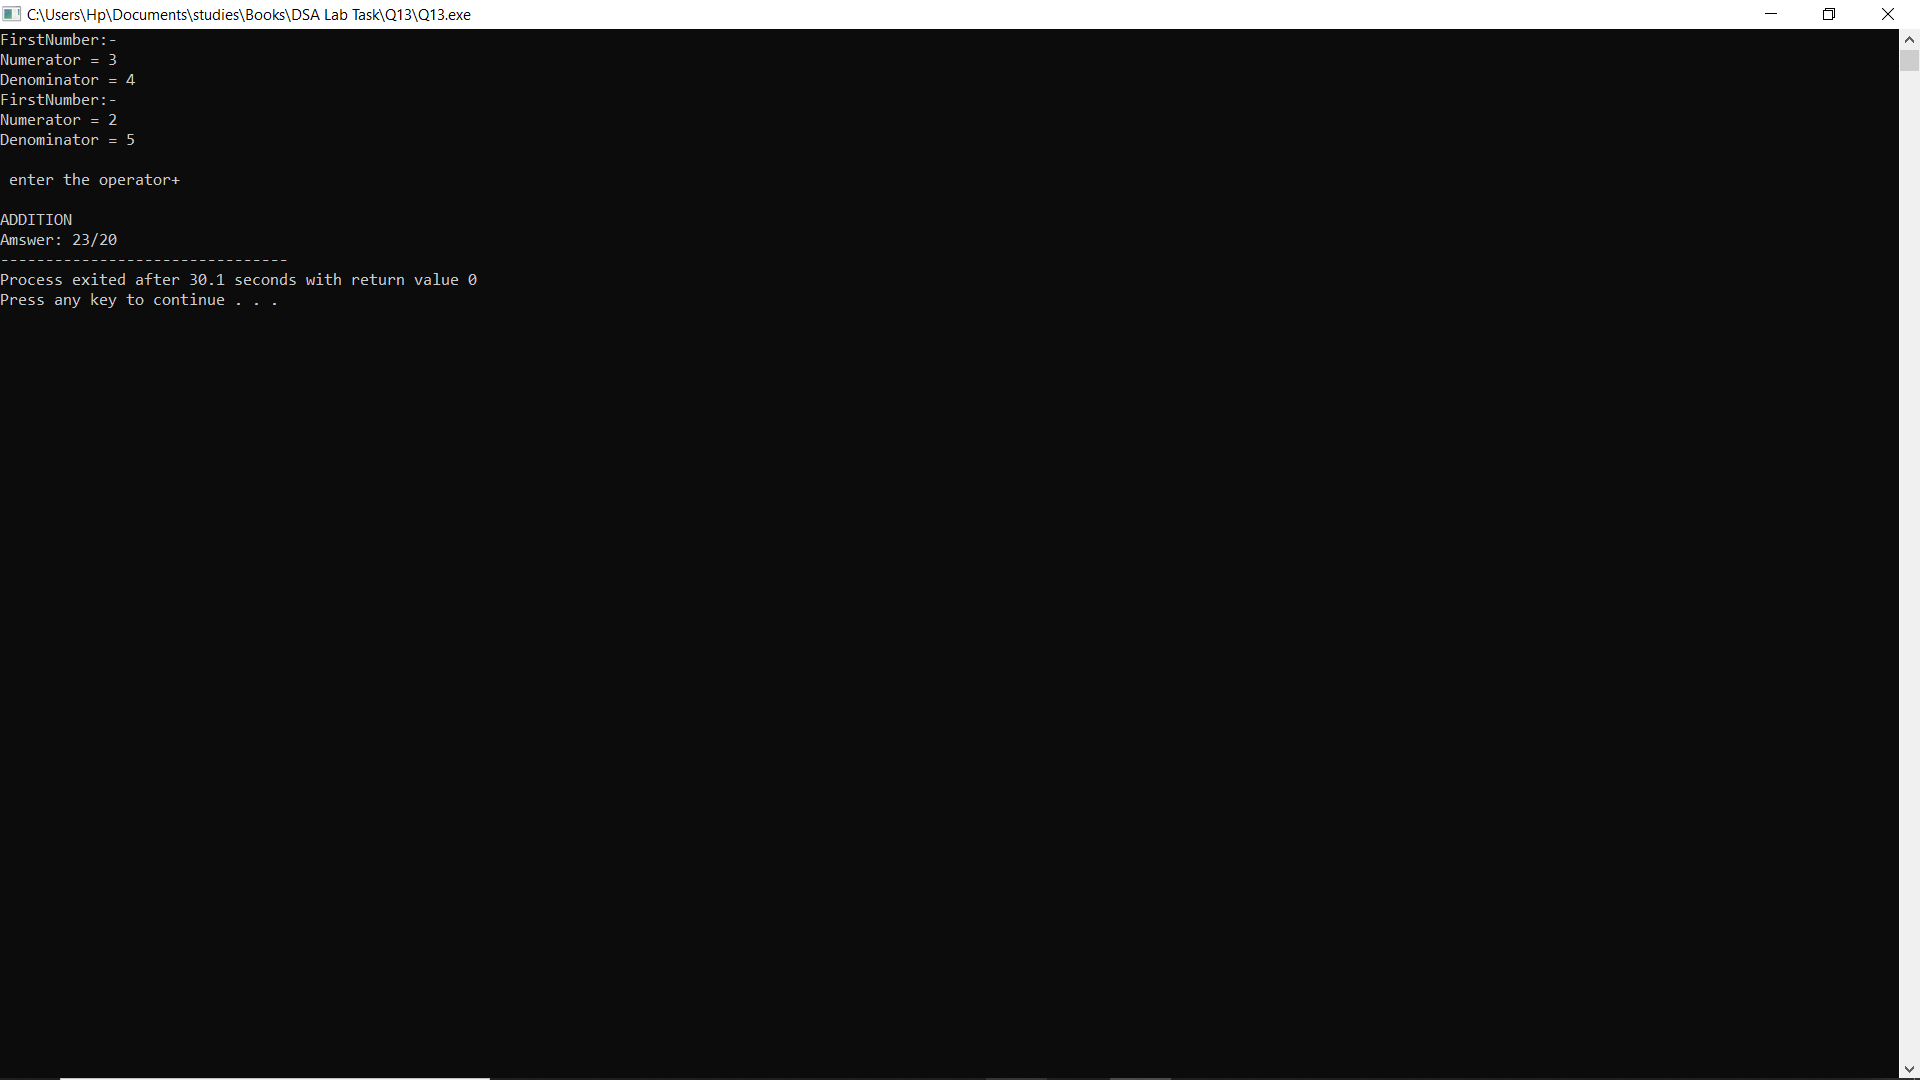 C:\Users\Hp\Documents\studies\Books\DSA Lab Task\Q13\Q13.exe
FirstNumber:-
Numerator = 3
Denominator = 4
FirstNumber:-
Numerator = 2
Denominator = 5
enter the operator+
ADDITION
Amswer: 23/20
--------------------------------
Process exited after 30.1 seconds with return value 0
Press any key to continue . . .